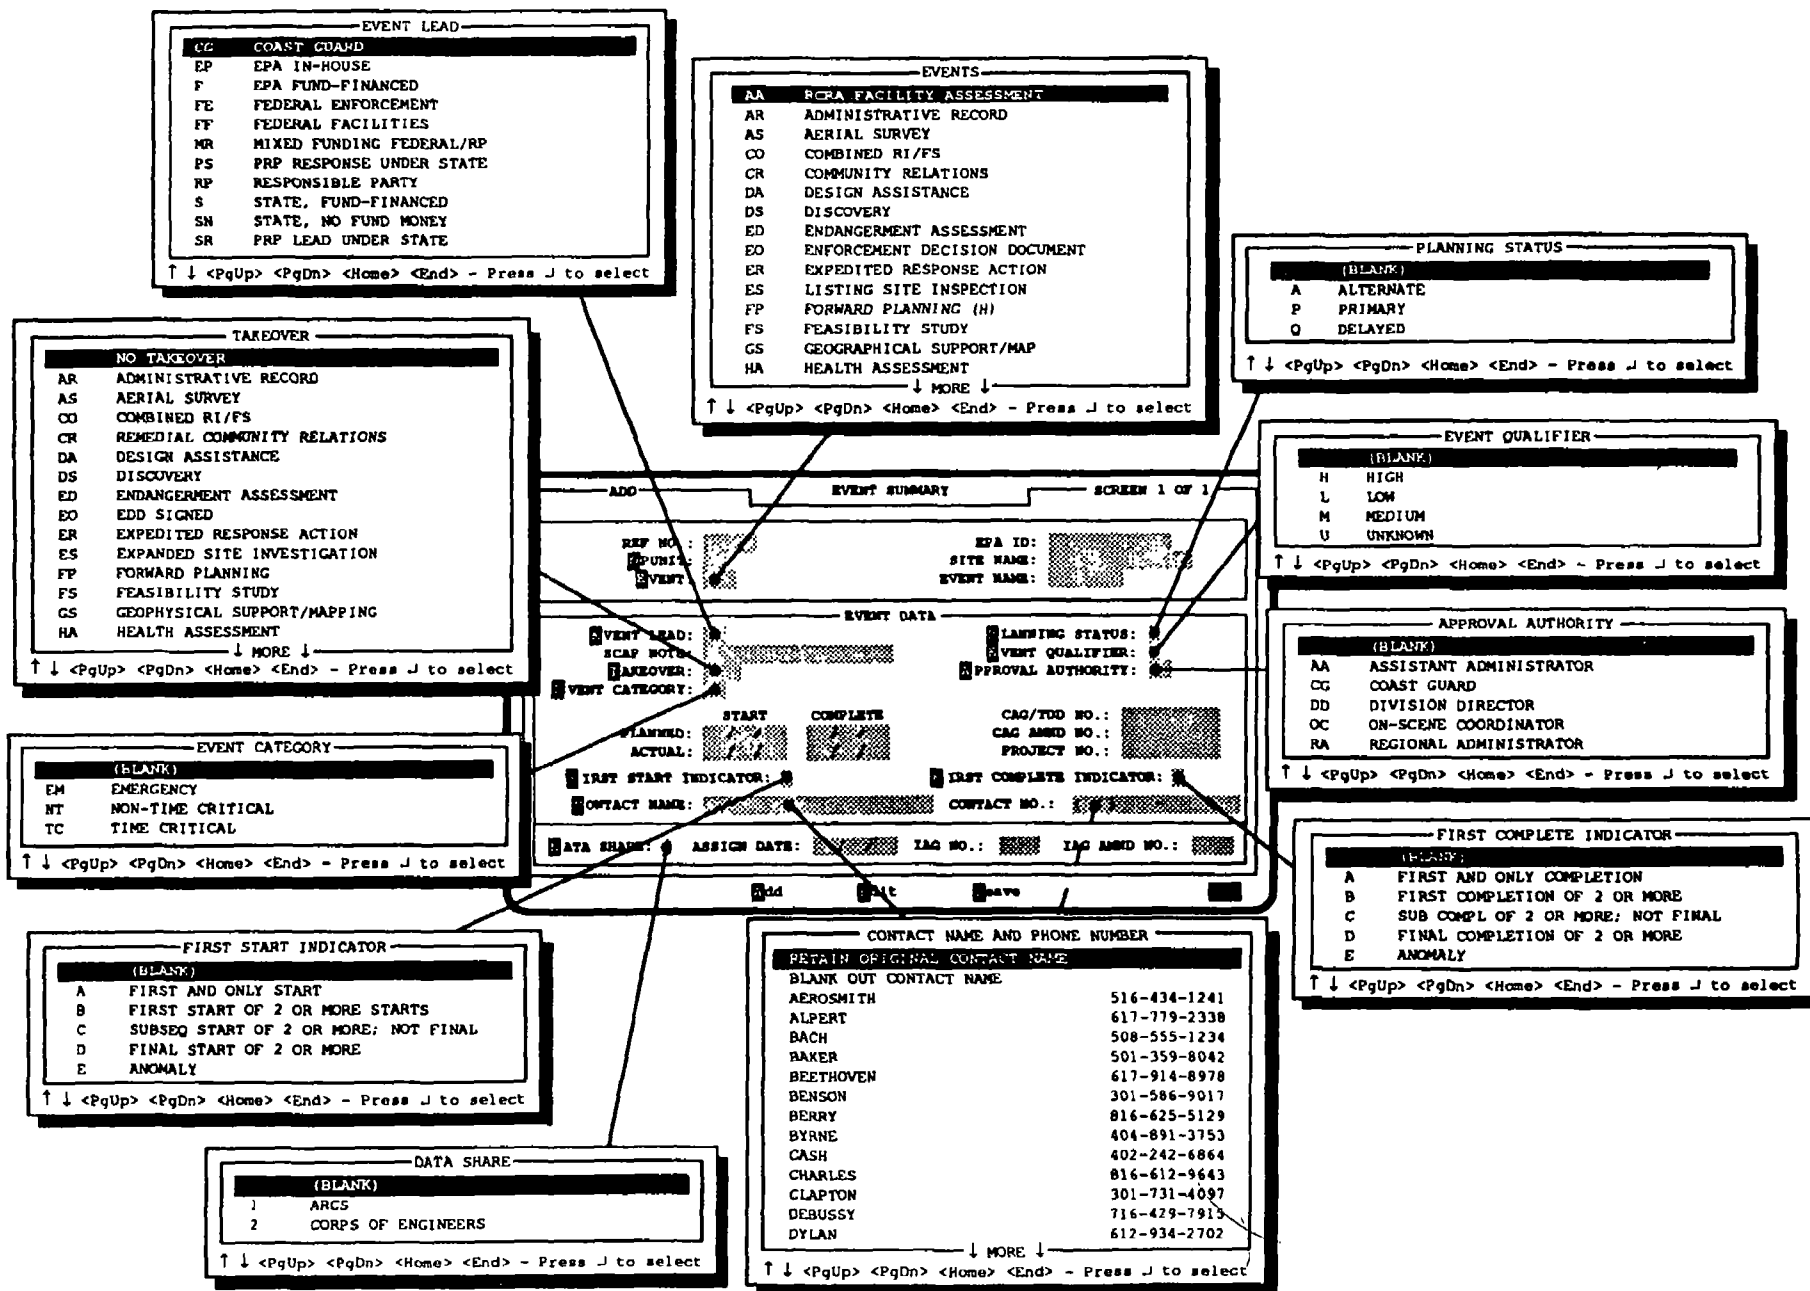 EVENT LEAD
CG COAST GUARD
EP EPA IN-HOUSE
F EPA FUND-FINANCED
FE FEDERAL ENFORCEMENT
FF FEDERAL FACILITIES
MR MIXED FUNDING FEDERAL/RP
PS PRP RESPONSE UNDER STATE
RP RESPONSIBLE PARTY
S STATE, FUND-FINANCED
SN STATE, NO FUND MONEY
SR PRP LEAD UNDER STATE
↑ ↓ <PgUp> <PgDn> <Home> <End> - Press ┘ to select
EVENTS
AA RCRA FACILITY ASSESSMENT
AR ADMINISTRATIVE RECORD
AS AERIAL SURVEY
CO COMBINED RI/FS
CR COMMUNITY RELATIONS
DA DESIGN ASSISTANCE
DS DISCOVERY
ED ENDANGERMENT ASSESSMENT
EO ENFORCEMENT DECISION DOCUMENT
ER EXPEDITED RESPONSE ACTION
ES LISTING SITE INSPECTION
FP FORWARD PLANNING (H)
FS FEASIBILITY STUDY
GS GEOGRAPHICAL SUPPORT/MAP
HA HEALTH ASSESSMENT
↓ MORE ↓
↑ ↓ <PgUp> <PgDn> <Home> <End> - Press ┘ to select
PLANNING STATUS
(BLANK)
A ALTERNATE
P PRIMARY
Q DELAYED
↑ ↓ <PgUp> <PgDn> <Home> <End> - Press ┘ to select
TAKEOVER
NO TAKEOVER
AR ADMINISTRATIVE RECORD
AS AERIAL SURVEY
CO COMBINED RI/FS
CR REMEDIAL COMMUNITY RELATIONS
DA DESIGN ASSISTANCE
DS DISCOVERY
ED ENDANGERMENT ASSESSMENT
EO EDD SIGNED
ER EXPEDITED RESPONSE ACTION
ES EXPANDED SITE INVESTIGATION
FP FORWARD PLANNING
FS FEASIBILITY STUDY
GS GEOPHYSICAL SUPPORT/MAPPING
HA HEALTH ASSESSMENT
↓ MORE ↓
↑ ↓ <PgUp> <PgDn> <Home> <End> - Press ┘ to select
EVENT QUALIFIER
(BLANK)
H HIGH
L LOW
M MEDIUM
U UNKNOWN
↑ ↓ <PgUp> <PgDn> <Home> <End> - Press ┘ to select
ADD EVENT SUMMARY SCREEN 1 OF 1
REF NO.: EPA ID:
OPUNIT: SITE NAME:
EVENT: EVENT NAME:
EVENT DATA
EVENT LEAD: PLANNING STATUS:
SCAP NOTE: EVENT QUALIFIER:
TAKEOVER: APPROVAL AUTHORITY:
EVENT CATEGORY:
START COMPLETE CAG/TDD NO.:
PLANNED: / / / / CAG AMND NO.:
ACTUAL: / / / / PROJECT NO.:
FIRST START INDICATOR: FIRST COMPLETE INDICATOR:
CONTACT NAME: CONTACT NO.:
DATA SHARE: ASSIGN DATE: / / IAG NO.: IAG AMND NO.:
Add Edit Leave
APPROVAL AUTHORITY
(BLANK)
AA ASSISTANT ADMINISTRATOR
CG COAST GUARD
DD DIVISION DIRECTOR
OC ON-SCENE COORDINATOR
RA REGIONAL ADMINISTRATOR
↑ ↓ <PgUp> <PgDn> <Home> <End> - Press ┘ to select
EVENT CATEGORY
(BLANK)
EM EMERGENCY
NT NON-TIME CRITICAL
TC TIME CRITICAL
↑ ↓ <PgUp> <PgDn> <Home> <End> - Press ┘ to select
FIRST COMPLETE INDICATOR
(BLANK)
A FIRST AND ONLY COMPLETION
B FIRST COMPLETION OF 2 OR MORE
C SUB COMPL OF 2 OR MORE; NOT FINAL
D FINAL COMPLETION OF 2 OR MORE
E ANOMALY
↑ ↓ <PgUp> <PgDn> <Home> <End> - Press ┘ to select
FIRST START INDICATOR
(BLANK)
A FIRST AND ONLY START
B FIRST START OF 2 OR MORE STARTS
C SUBSEQ START OF 2 OR MORE; NOT FINAL
D FINAL START OF 2 OR MORE
E ANOMALY
↑ ↓ <PgUp> <PgDn> <Home> <End> - Press ┘ to select
CONTACT NAME AND PHONE NUMBER
RETAIN ORIGINAL CONTACT NAME
BLANK OUT CONTACT NAME
AEROSMITH 516-434-1241
ALPERT 617-779-2338
BACH 508-555-1234
BAKER 501-359-8042
BEETHOVEN 617-914-8978
BENSON 301-586-9017
BERRY 816-625-5129
BYRNE 404-891-3753
CASH 402-242-6864
CHARLES 816-612-9643
CLAPTON 301-731-4097
DEBUSSY 716-429-7915
DYLAN 612-934-2702
↓ MORE ↓
↑ ↓ <PgUp> <PgDn> <Home> <End> - Press ┘ to select
DATA SHARE
(BLANK)
1 ARCS
2 CORPS OF ENGINEERS
↑ ↓ <PgUp> <PgDn> <Home> <End> - Press ┘ to select